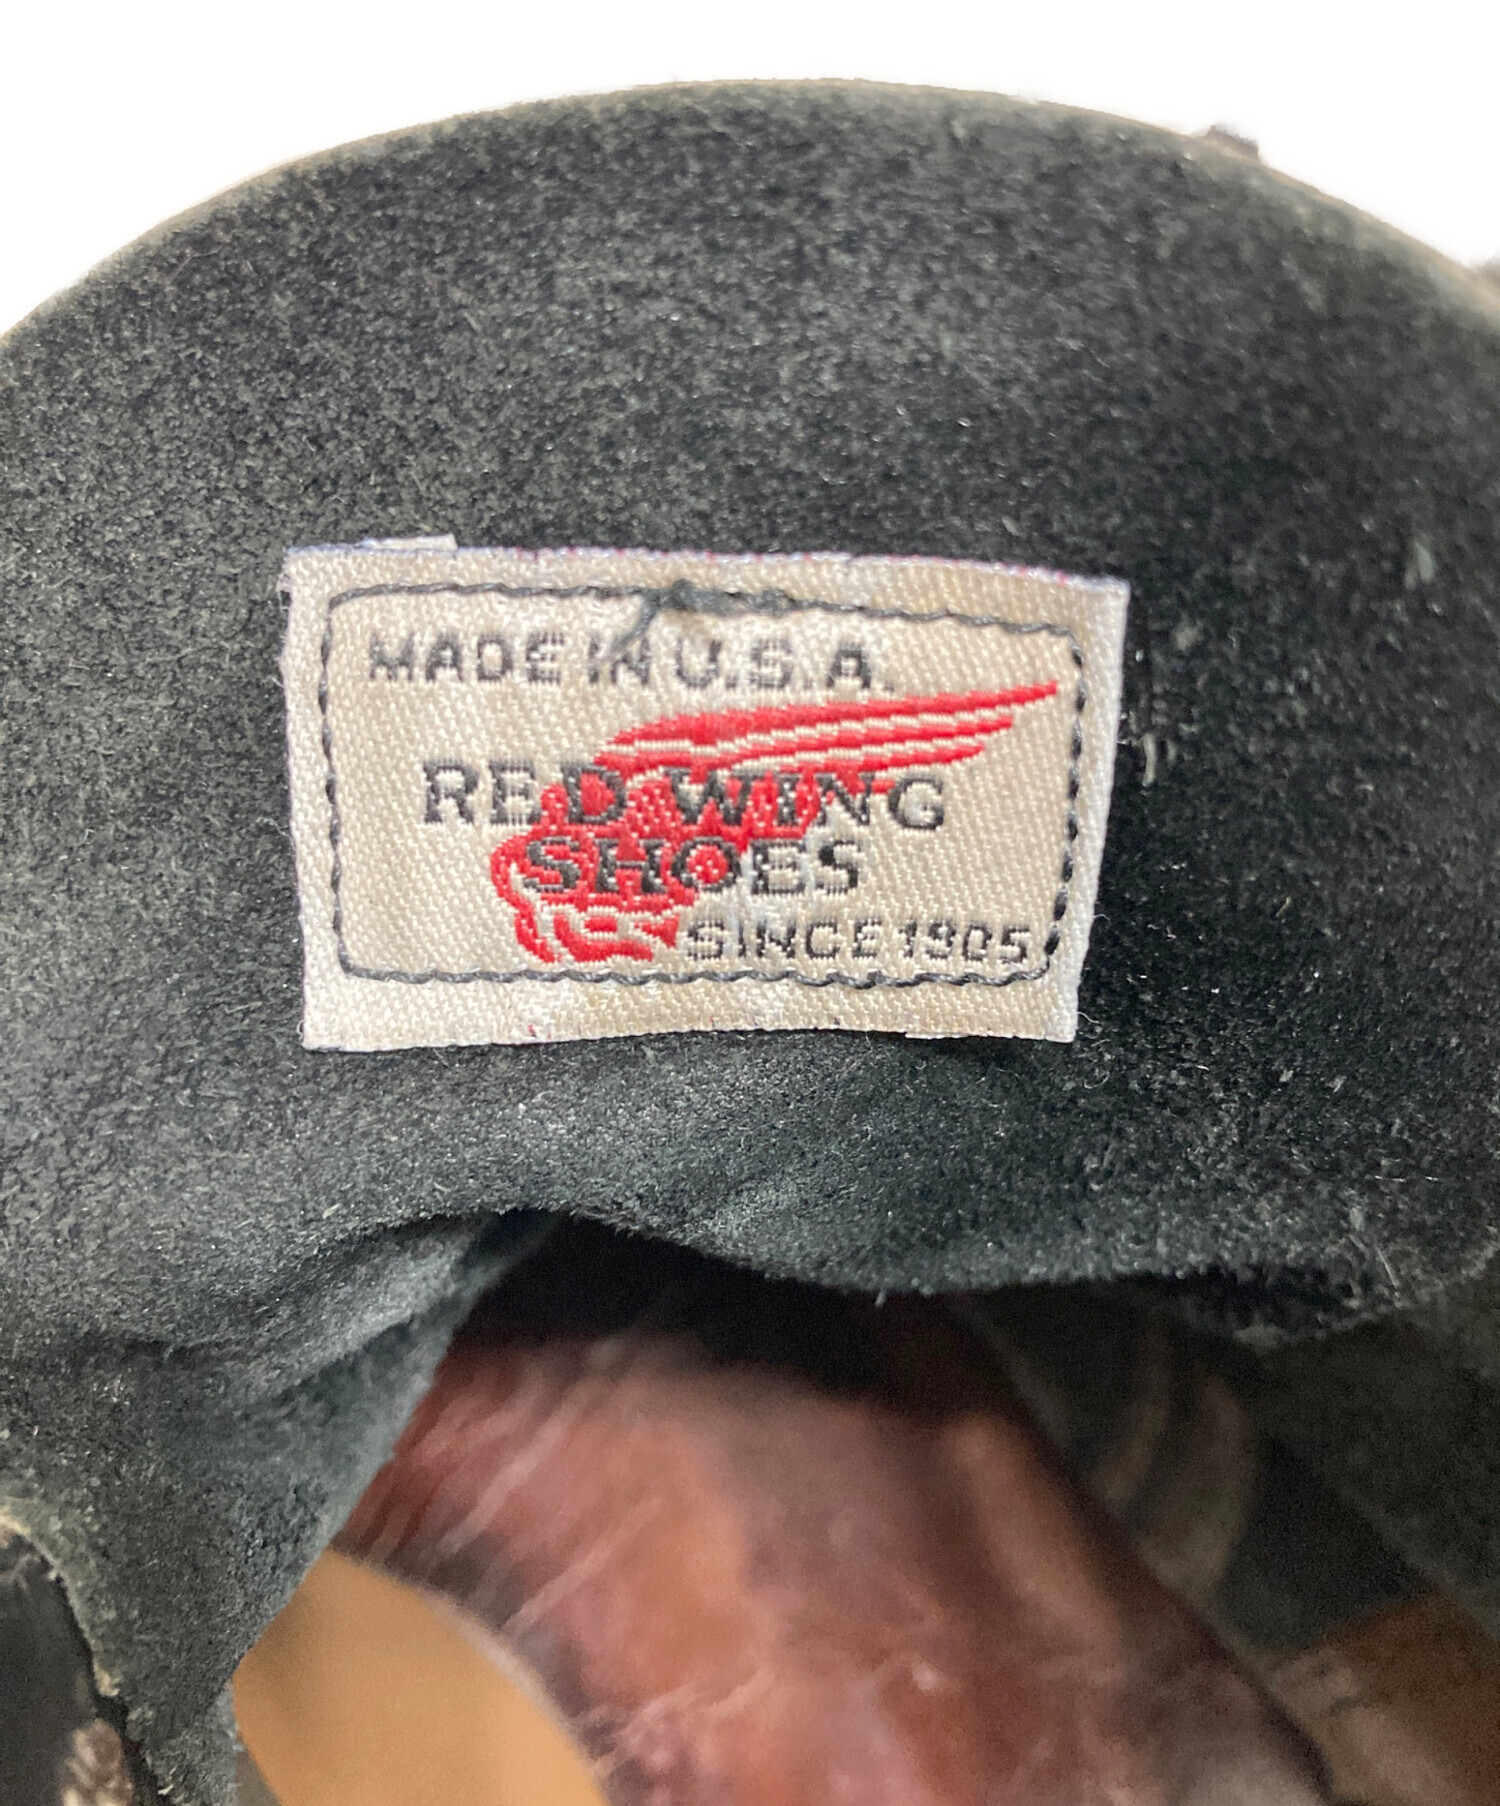 MADE IN U.S.A.
RED WING
SHOES
SINCE 1905